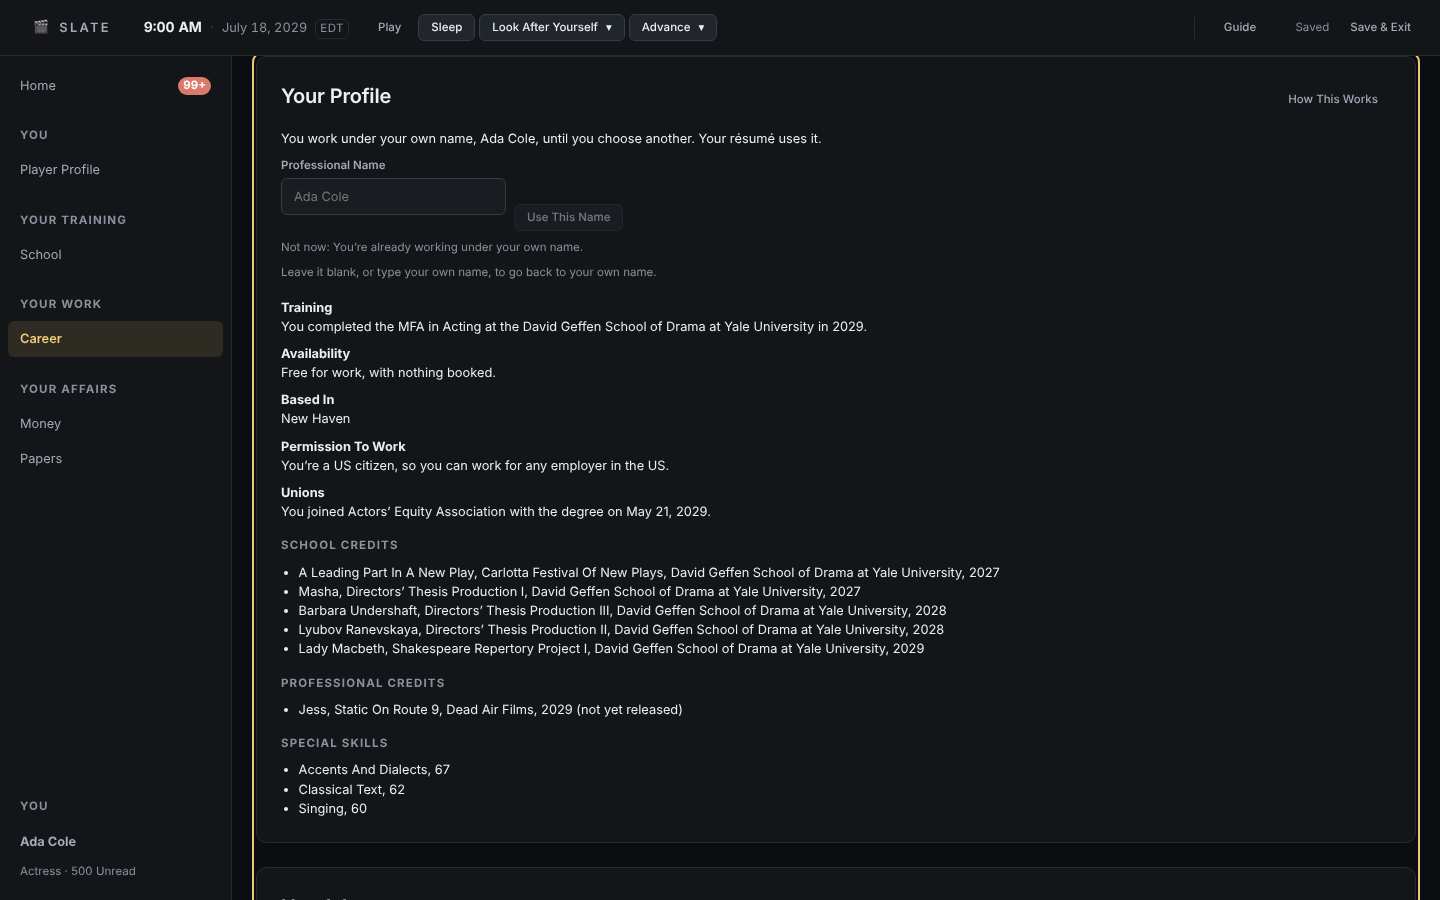 SLATE
9:00 AM · July 18, 2029 EDT
Play
Sleep
Look After Yourself ▾
Advance ▾
Guide
Saved
Save & Exit
Home
99+
YOU
Player Profile
YOUR TRAINING
School
YOUR WORK
Career
YOUR AFFAIRS
Money
Papers
YOU
Ada Cole
Actress · 500 Unread
Your Profile
How This Works
You work under your own name, Ada Cole, until you choose another. Your résumé uses it.
Professional Name
Ada Cole
Use This Name
Not now: You're already working under your own name.
Leave it blank, or type your own name, to go back to your own name.
Training
You completed the MFA in Acting at the David Geffen School of Drama at Yale University in 2029.
Availability
Free for work, with nothing booked.
Based In
New Haven
Permission To Work
You're a US citizen, so you can work for any employer in the US.
Unions
You joined Actors' Equity Association with the degree on May 21, 2029.
SCHOOL CREDITS
• A Leading Part In A New Play, Carlotta Festival Of New Plays, David Geffen School of Drama at Yale University, 2027
• Masha, Directors' Thesis Production I, David Geffen School of Drama at Yale University, 2027
• Barbara Undershaft, Directors' Thesis Production III, David Geffen School of Drama at Yale University, 2028
• Lyubov Ranevskaya, Directors' Thesis Production II, David Geffen School of Drama at Yale University, 2028
• Lady Macbeth, Shakespeare Repertory Project I, David Geffen School of Drama at Yale University, 2029
PROFESSIONAL CREDITS
• Jess, Static On Route 9, Dead Air Films, 2029 (not yet released)
SPECIAL SKILLS
• Accents And Dialects, 67
• Classical Text, 62
• Singing, 60